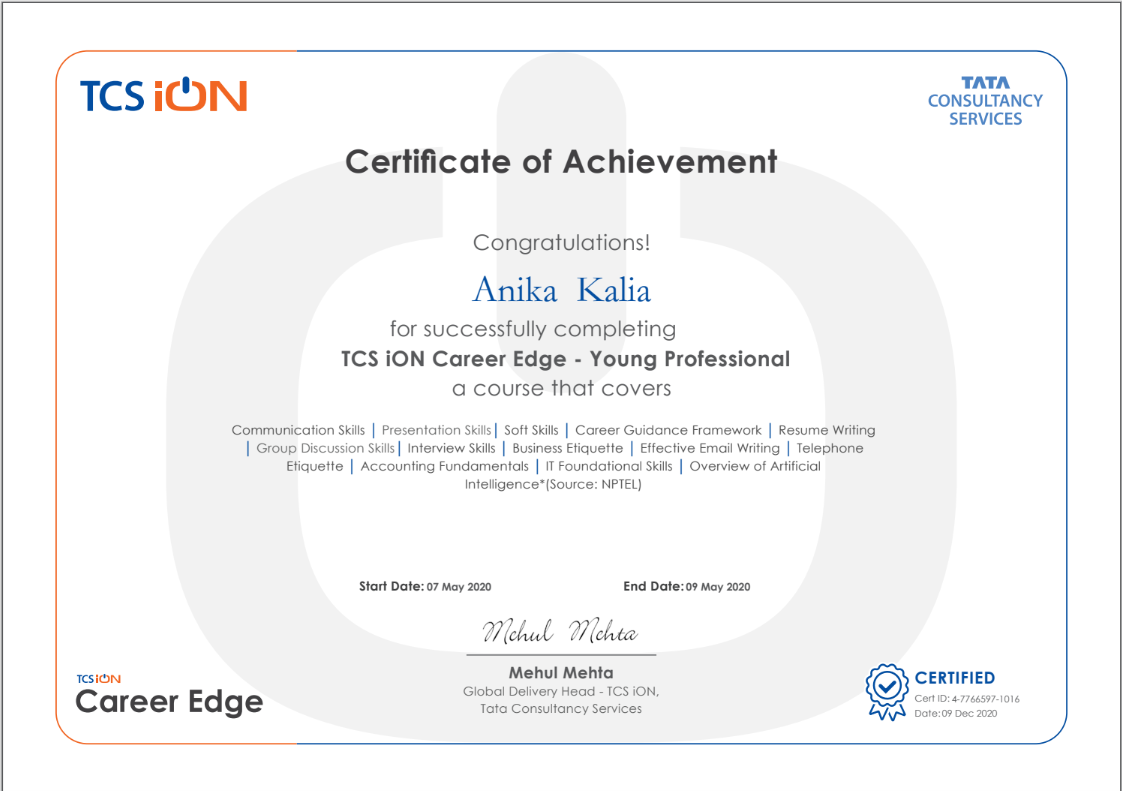 TCS iON
TATA
CONSULTANCY
SERVICES
Certificate of Achievement
Congratulations!
Anika Kalia
for successfully completing
TCS iON Career Edge - Young Professional
a course that covers
Communication Skills | Presentation Skills | Soft Skills | Career Guidance Framework | Resume Writing
| Group Discussion Skills | Interview Skills | Business Etiquette | Effective Email Writing | Telephone
Etiquette | Accounting Fundamentals | IT Foundational Skills | Overview of Artificial
Intelligence*(Source: NPTEL)
Start Date: 07 May 2020
End Date: 09 May 2020
Mehul Mehta
Mehul Mehta
Global Delivery Head - TCS iON,
Tata Consultancy Services
TCS iON
Career Edge
CERTIFIED
Cert ID: 4-7766597-1016
Date: 09 Dec 2020